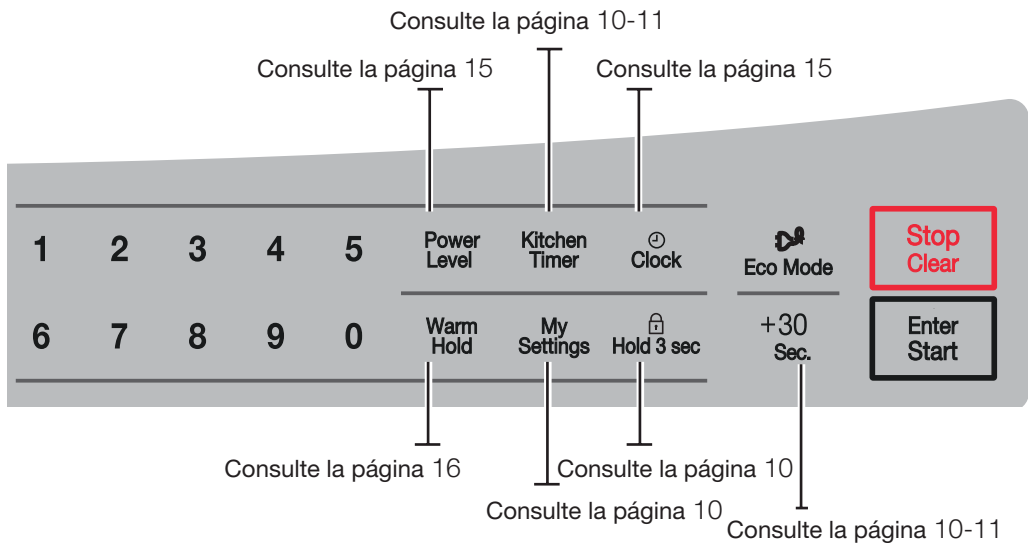 Consulte la página 10-11
Consulte la página 15
Consulte la página 15
1 2 3 4 5
Power Level
Kitchen Timer
Clock
Eco Mode
Stop Clear
6 7 8 9 0
Warm Hold
My Settings
Hold 3 sec
+30 Sec.
Enter Start
Consulte la página 16
Consulte la página 10
Consulte la página 10
Consulte la página 10-11